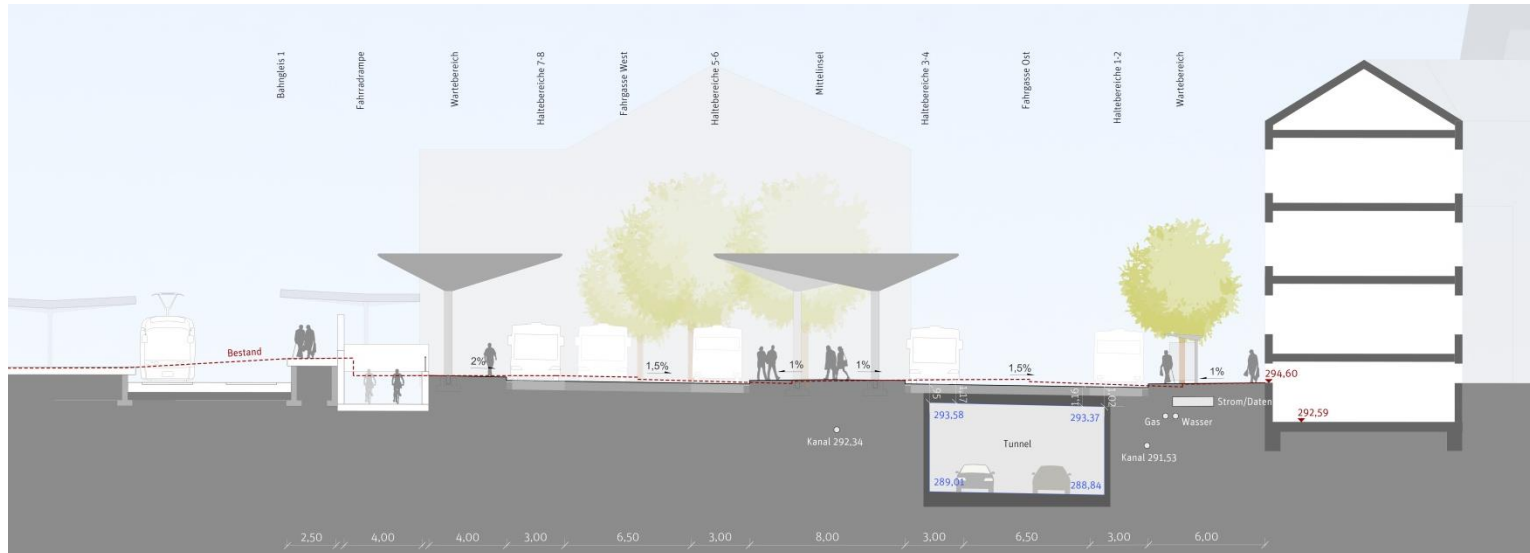 Bahngleis 1
Fahrradrampe
Wartebereich
Haltebereiche 7-8
Fahrgasse West
Haltebereiche 5-6
Mittelinsel
Haltebereiche 3-4
Fahrgasse Ost
Haltebereiche 1-2
Wartebereich
Bestand
2%
1,5%
1%
1%
1,5%
1%
294,60
Strom/Daten
292,59
293,58
293,37
Gas
Wasser
Kanal 292,34
Tunnel
Kanal 291,53
289,01
288,84
2,50
4,00
4,00
3,00
6,50
3,00
8,00
3,00
6,50
3,00
6,00